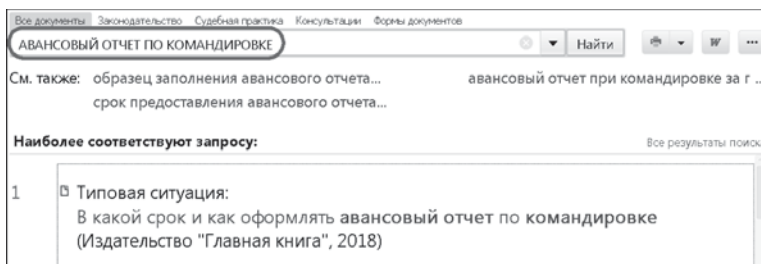 Все документы Законодательство Судебная практика Консультации Формы документов
АВАНСОВЫЙ ОТЧЕТ ПО КОМАНДИРОВКЕ Найти W ...
См. также: образец заполнения авансового отчета... авансовый отчет при командировке за г ..
срок предоставления авансового отчета...
Наиболее соответствуют запросу: Все результаты поиска
1 Типовая ситуация:
В какой срок и как оформлять авансовый отчет по командировке
(Издательство "Главная книга", 2018)